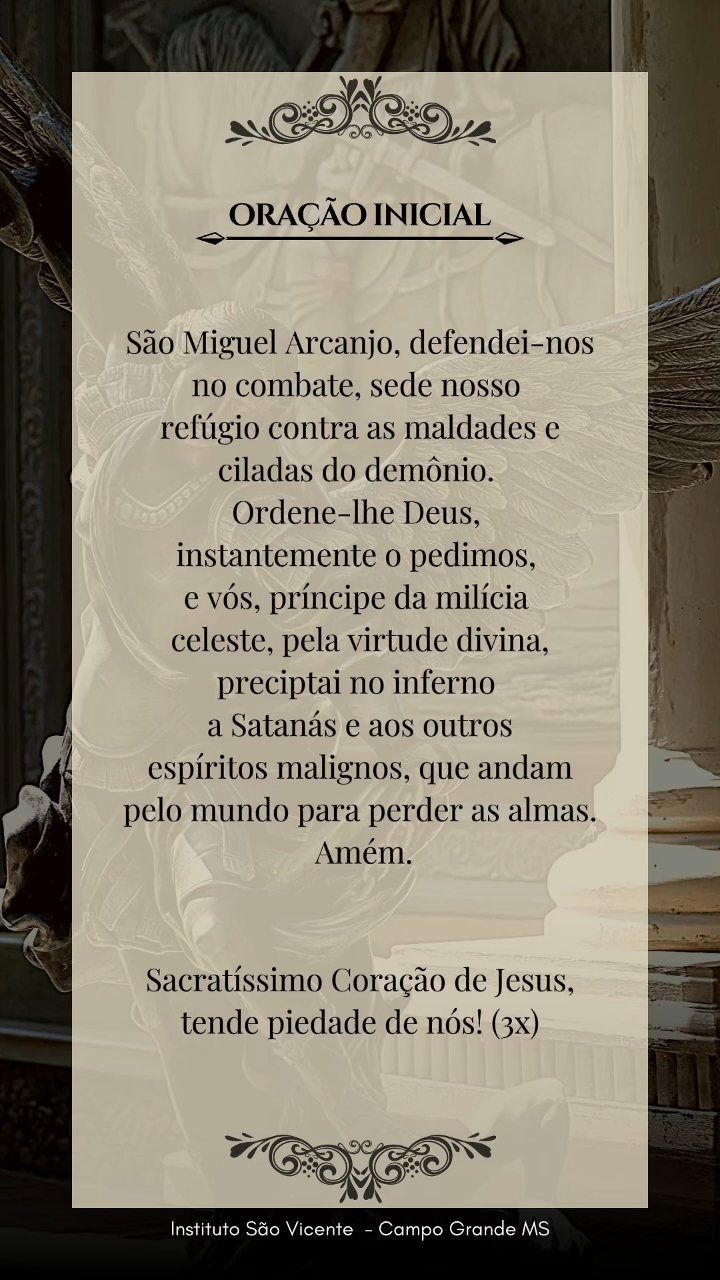 ORAÇÃO INICIAL
São Miguel Arcanjo, defendei-nos
no combate, sede nosso
refúgio contra as maldades e
ciladas do demônio.
Ordene-lhe Deus,
instantemente o pedimos,
e vós, príncipe da milícia
celeste, pela virtude divina,
preciptai no inferno
a Satanás e aos outros
espíritos malignos, que andam
pelo mundo para perder as almas.
Amém.
Sacratíssimo Coração de Jesus,
tende piedade de nós! (3x)
Instituto São Vicente - Campo Grande MS